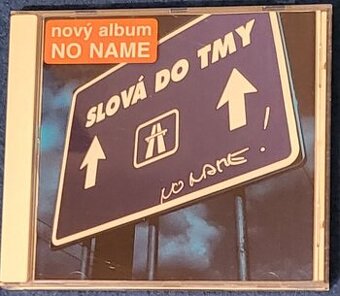 nový album
NO NAME
SLOVÁ DO TMY
NO NAME!